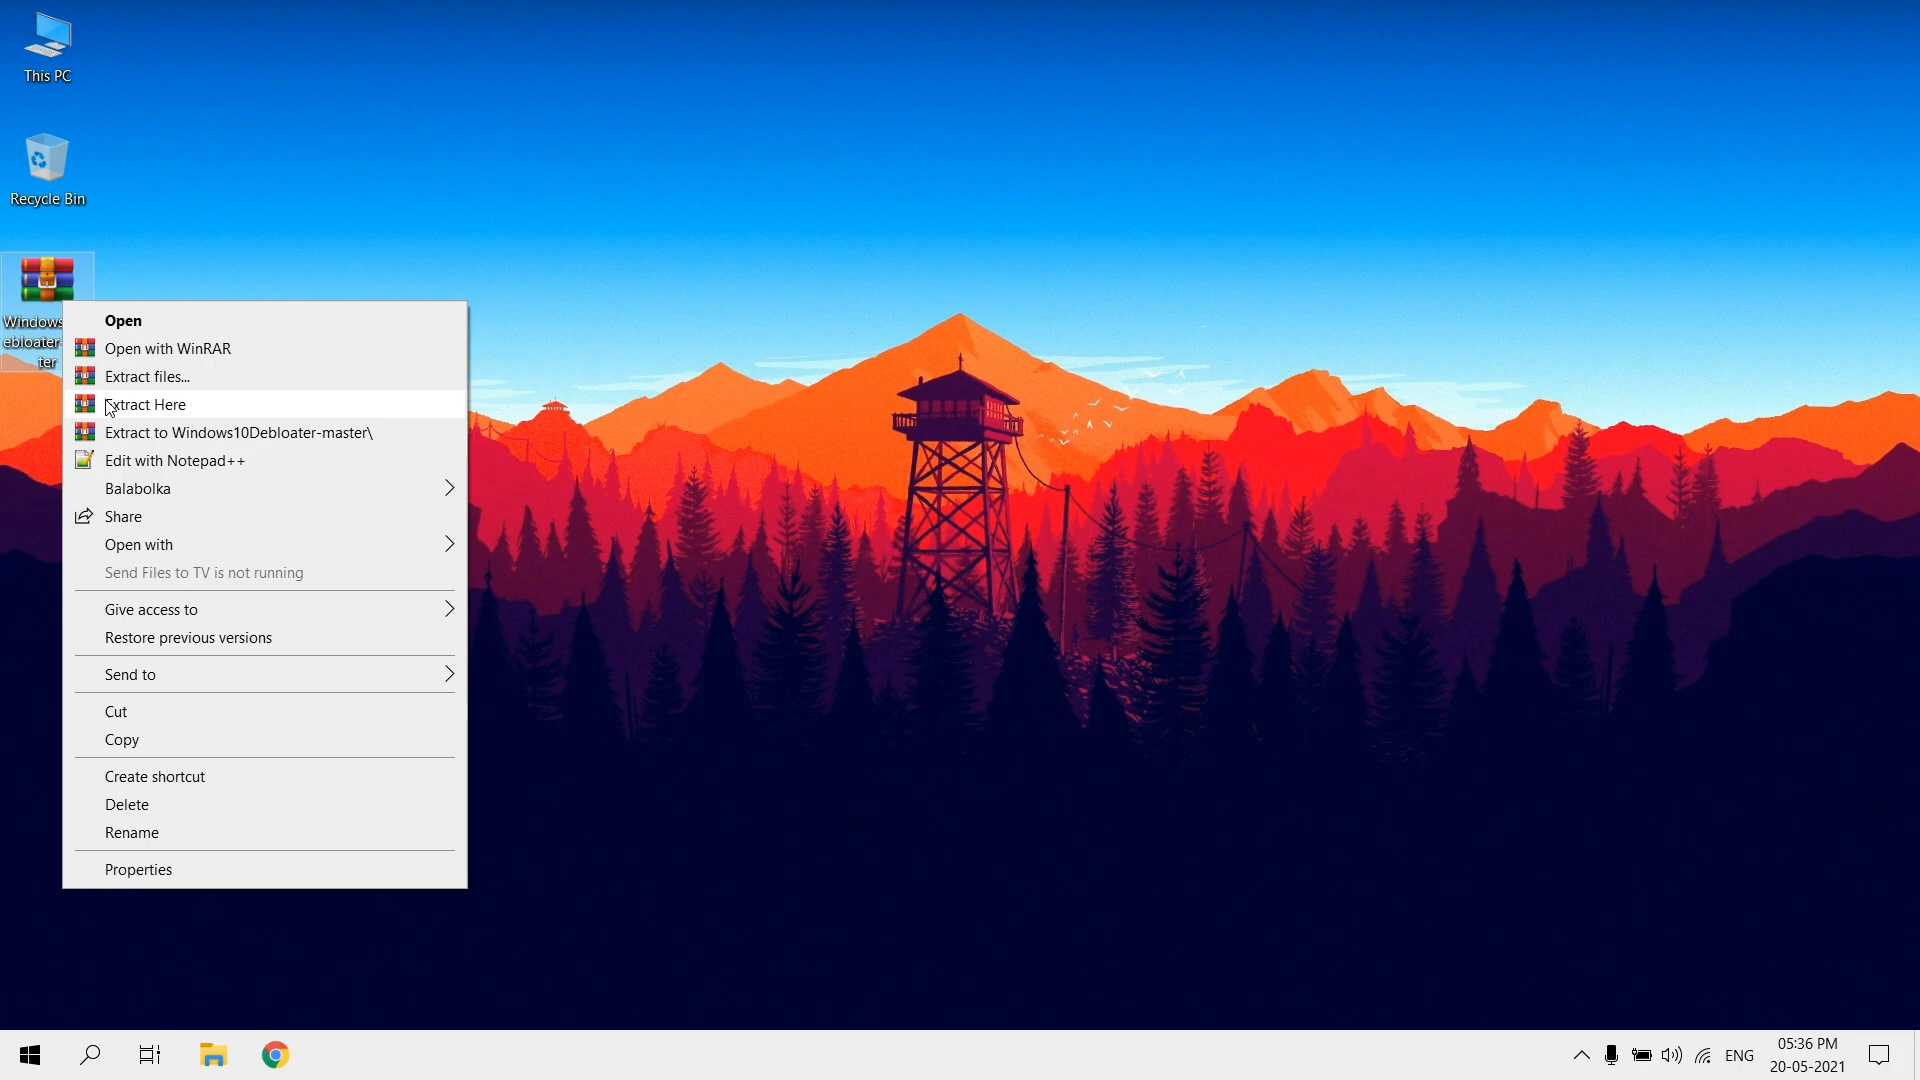 This PC
Recycle Bin
Windows
ebloater
ter
Open
Open with WinRAR
Extract files...
Extract Here
Extract to Windows10Debloater-master\
Edit with Notepad++
Balabolka
Share
Open with
Send Files to TV is not running
Give access to
Restore previous versions
Send to
Cut
Copy
Create shortcut
Delete
Rename
Properties
ENG
05:36 PM
20-05-2021